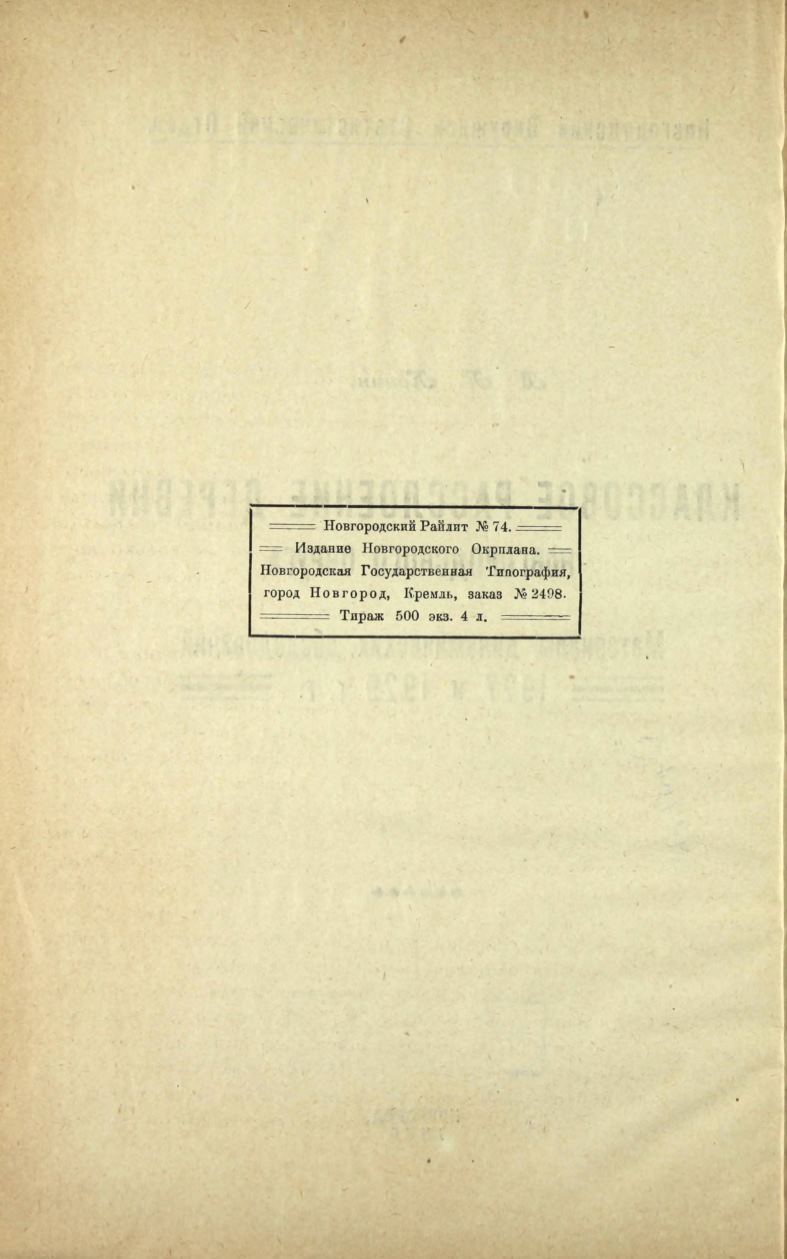 Новгородский Райлит № 74.
Издание Новгородского Окрплана.
Новгородская Государственная Типография,
город Новгород, Кремль, заказ № 2498.
Тираж 500 экз. 4 л.